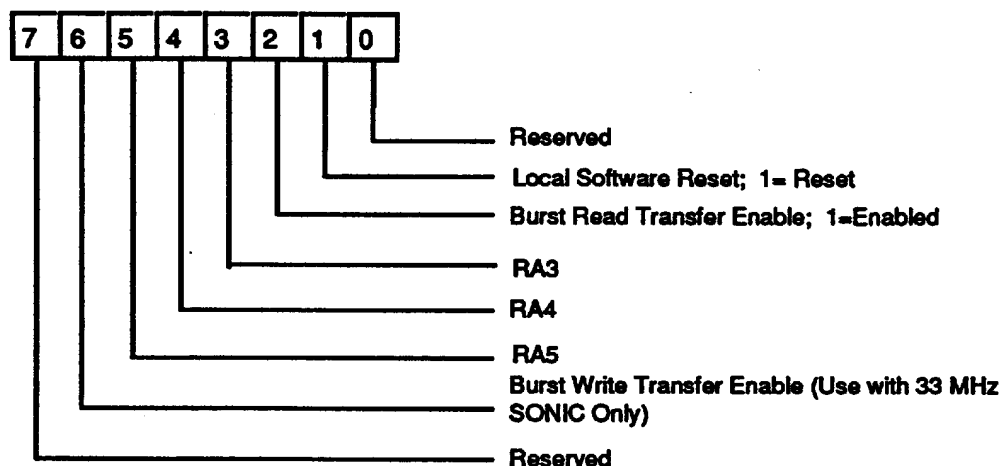 7 6 5 4 3 2 1 0
Reserved
Local Software Reset; 1= Reset
Burst Read Transfer Enable; 1=Enabled
RA3
RA4
RA5
Burst Write Transfer Enable (Use with 33 MHz
SONIC Only)
Reserved